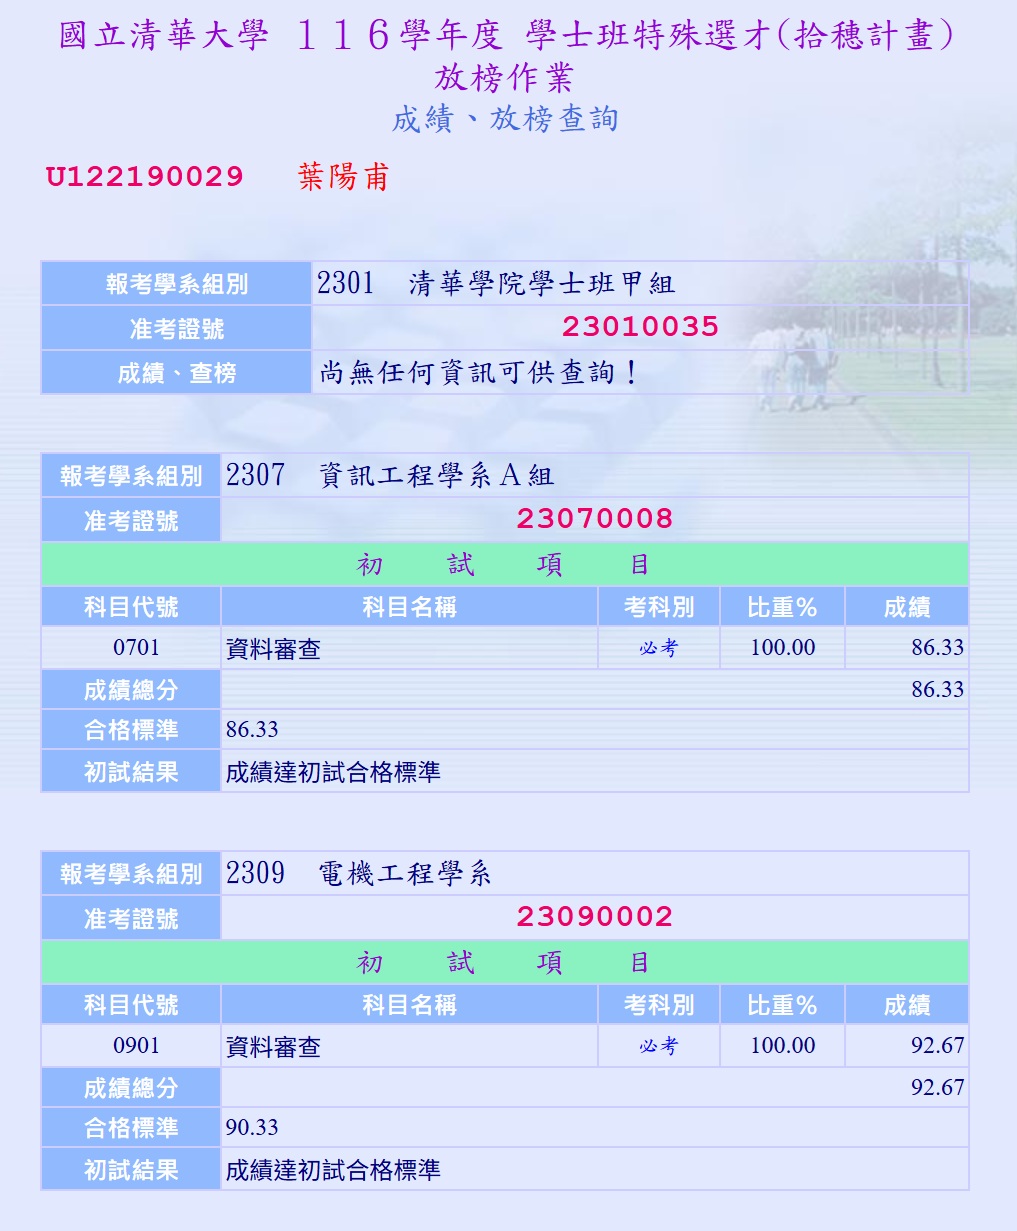 國立清華大學 １１６學年度 學士班特殊選才(拾穗計畫)
放榜作業
成績、放榜查詢
U122190029 葉陽甫
報考學系組別 2301 清華學院學士班甲組
准考證號 23010035
成績、查榜 尚無任何資訊可供查詢！
報考學系組別 2307 資訊工程學系Ａ組
准考證號 23070008
初 試 項 目
科目代號 科目名稱 考科別 比重% 成績
0701 資料審查 必考 100.00 86.33
成績總分 86.33
合格標準 86.33
初試結果 成績達初試合格標準
報考學系組別 2309 電機工程學系
准考證號 23090002
初 試 項 目
科目代號 科目名稱 考科別 比重% 成績
0901 資料審查 必考 100.00 92.67
成績總分 92.67
合格標準 90.33
初試結果 成績達初試合格標準